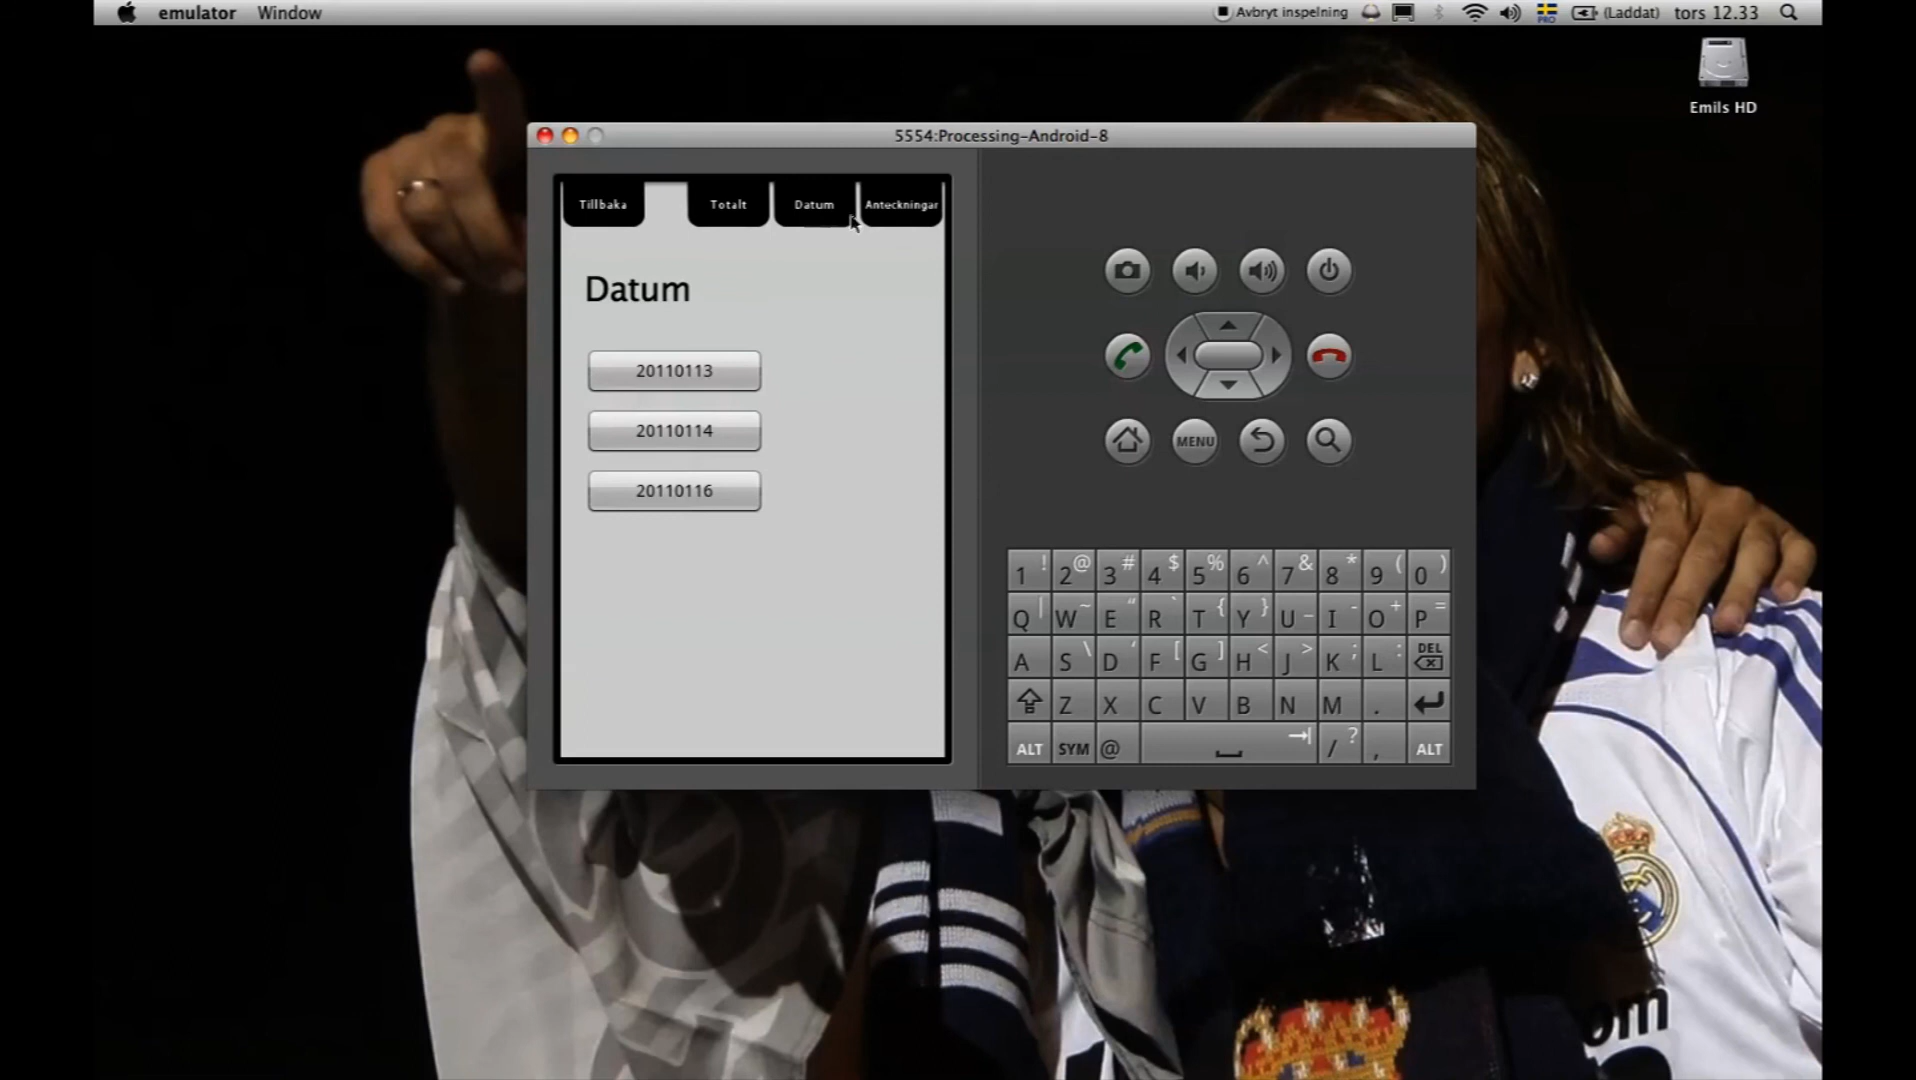 emulator Window Avbryt inspelning PRO (Laddat) tors 12.33
Emils HD
5554:Processing-Android-8
Tillbaka Totalt Datum Anteckningar
Datum
20110113
20110114
20110116
MENU
1 ! 2 @ 3 # 4 $ 5 % 6 ^ 7 & 8 * 9 ( 0 )
Q | W ~ E “ R ` T { Y } U _ I - O + P =
A S \ D ‘ F [ G ] H < J > K ; L : DEL
Z X C V B N M .
ALT SYM @ / ? , ALT